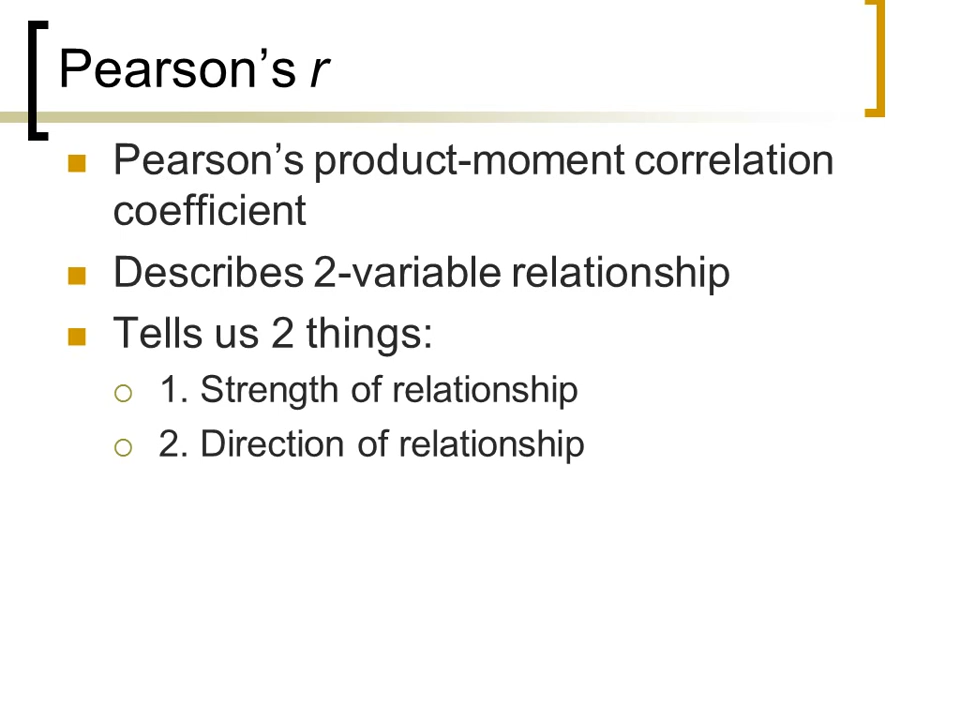 Pearson’s r
Pearson’s product-moment correlation
coefficient
Describes 2-variable relationship
Tells us 2 things:
1. Strength of relationship
2. Direction of relationship